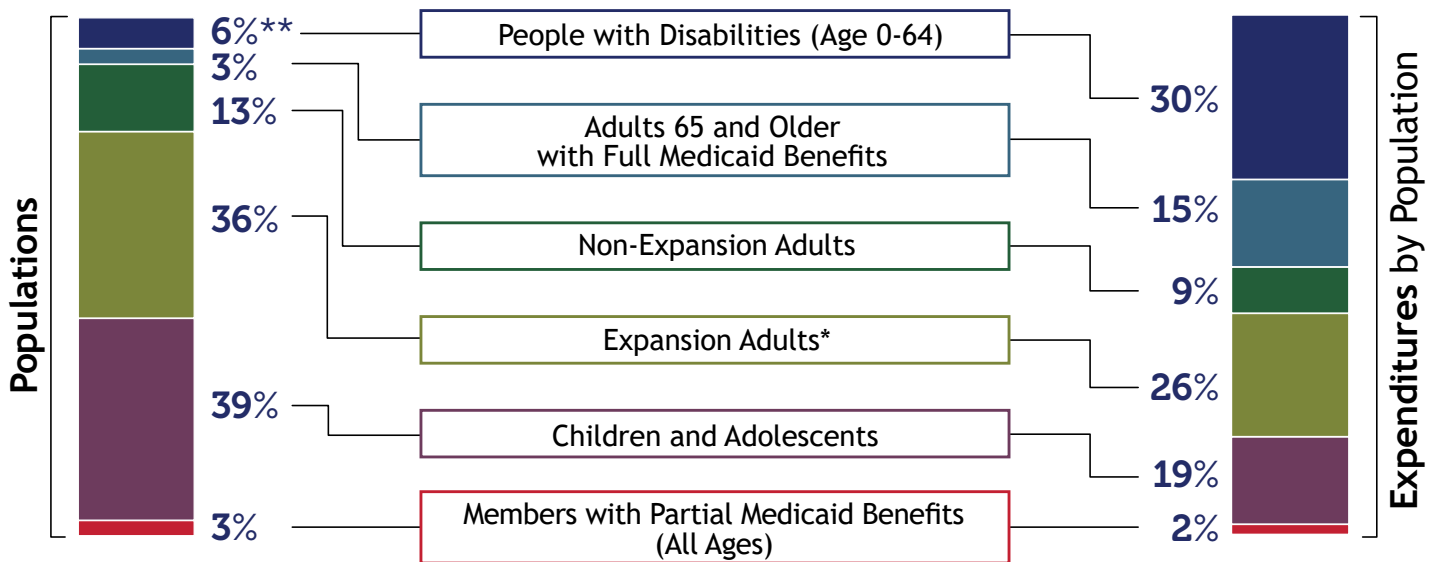 Populations
6%**
3%
13%
36%
39%
3%
People with Disabilities (Age 0-64)
Adults 65 and Older
with Full Medicaid Benefits
Non-Expansion Adults
Expansion Adults*
Children and Adolescents
Members with Partial Medicaid Benefits
(All Ages)
30%
15%
9%
26%
19%
2%
Expenditures by Population